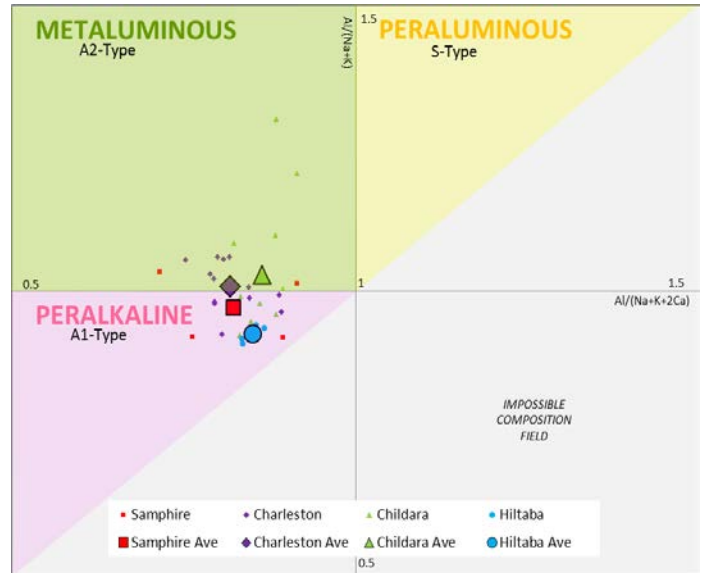 METALUMINOUS
A2-Type
Al/(Na+K)
1.5
PERALUMINOUS
S-Type
0.5
1
1.5
Al/(Na+K+2Ca)
PERALKALINE
A1-Type
IMPOSSIBLE
COMPOSITION
FIELD
Samphire
Charleston
Childara
Hiltaba
Samphire Ave
Charleston Ave
Childara Ave
Hiltaba Ave
0.5